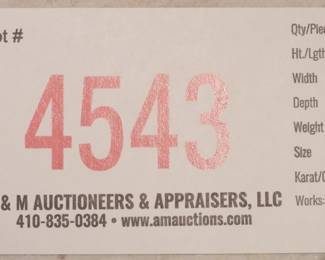 ot #
4543
& M AUCTIONEERS & APPRAISERS, LLC
410-835-0384 • www.amauctions.com
Qty/Piec
Ht./Lgth
Width
Depth
Weight
Size
Karat/
Works: